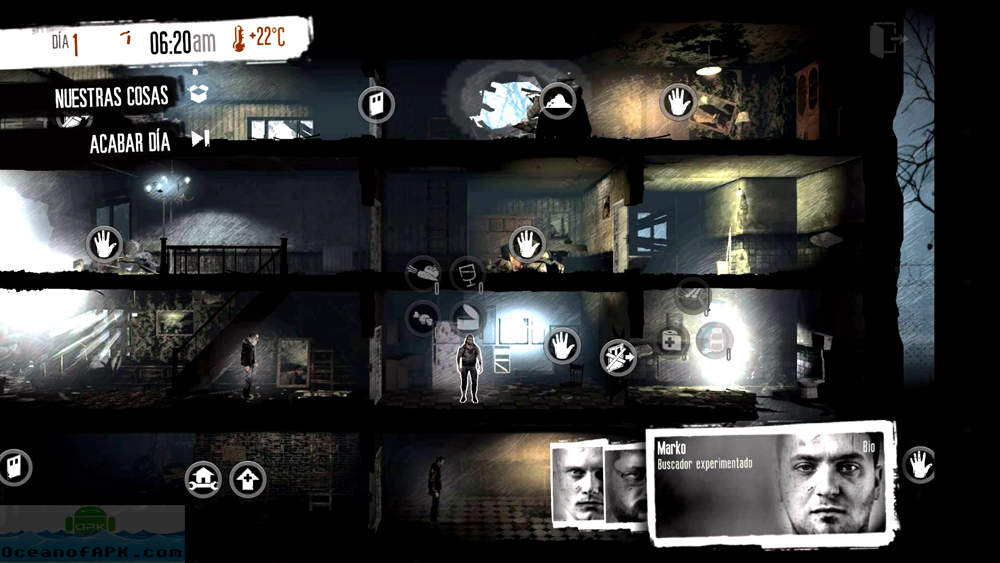 DÍA 1
06:20am
+22°C
NUESTRAS COSAS
ACABAR DÍA
Marko
Bio
Buscador experimentado
APK
OceanofAPK.com